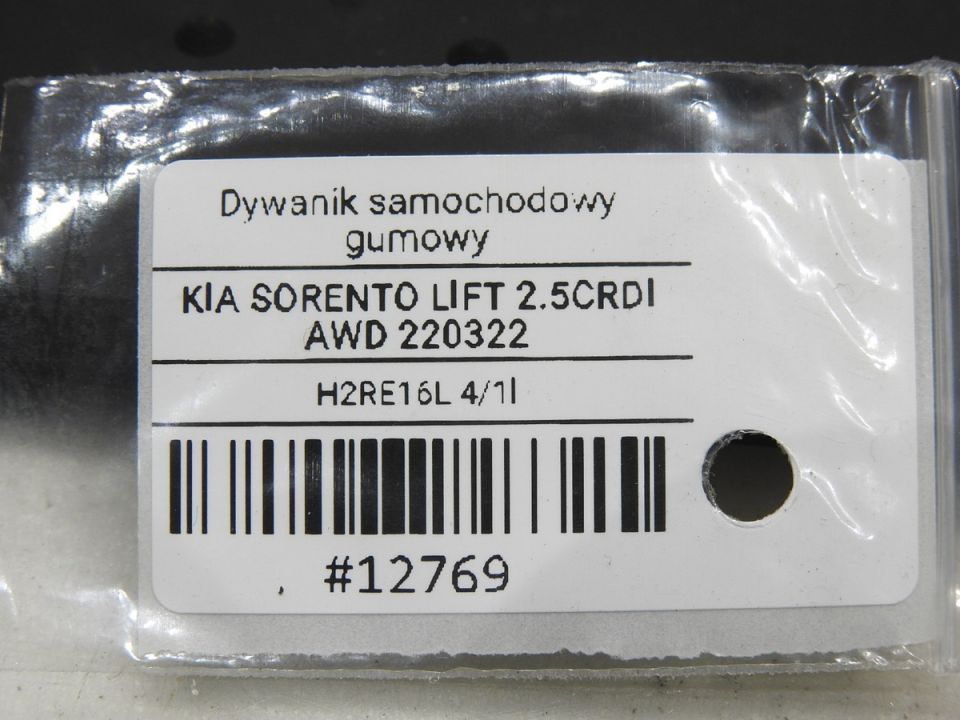 Dywanik samochodowy
gumowy
KIA SORENTO LIFT 2.5CRDI
AWD 220322
H2RE16L 4/1l
#12769